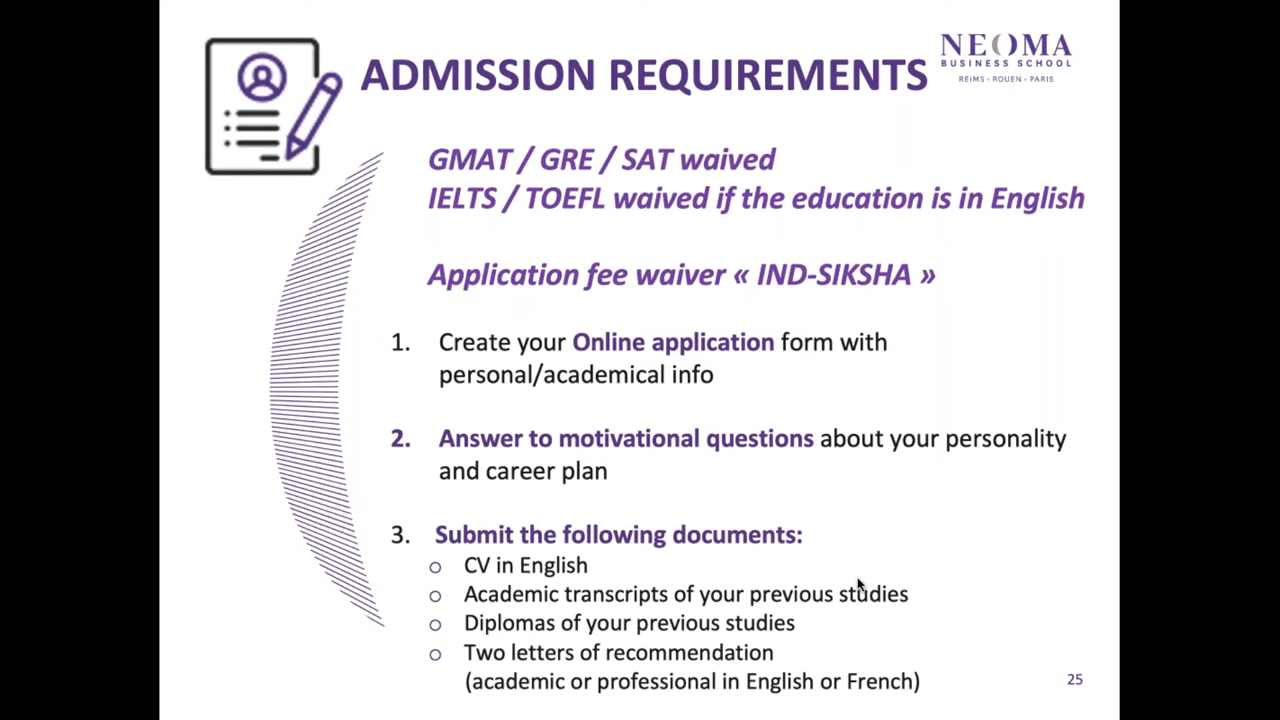 ADMISSION REQUIREMENTS
NEOMA
BUSINESS SCHOOL
REIMS • ROUEN • PARIS
GMAT / GRE / SAT waived
IELTS / TOEFL waived if the education is in English
Application fee waiver « IND-SIKSHA »
1. Create your Online application form with
personal/academical info
2. Answer to motivational questions about your personality
and career plan
3. Submit the following documents:
o CV in English
o Academic transcripts of your previous studies
o Diplomas of your previous studies
o Two letters of recommendation
(academic or professional in English or French)
25